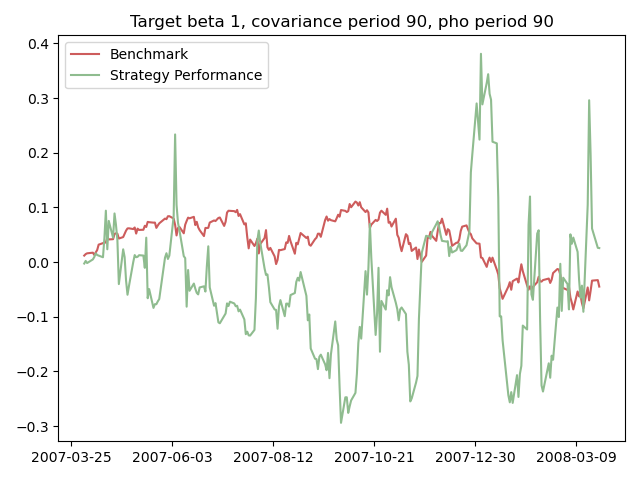 Target beta 1, covariance period 90, pho period 90
Benchmark
Strategy Performance
0.4
0.3
0.2
0.1
0.0
−0.1
−0.2
−0.3
2007-03-25 2007-06-03 2007-08-12 2007-10-21 2007-12-30 2008-03-09